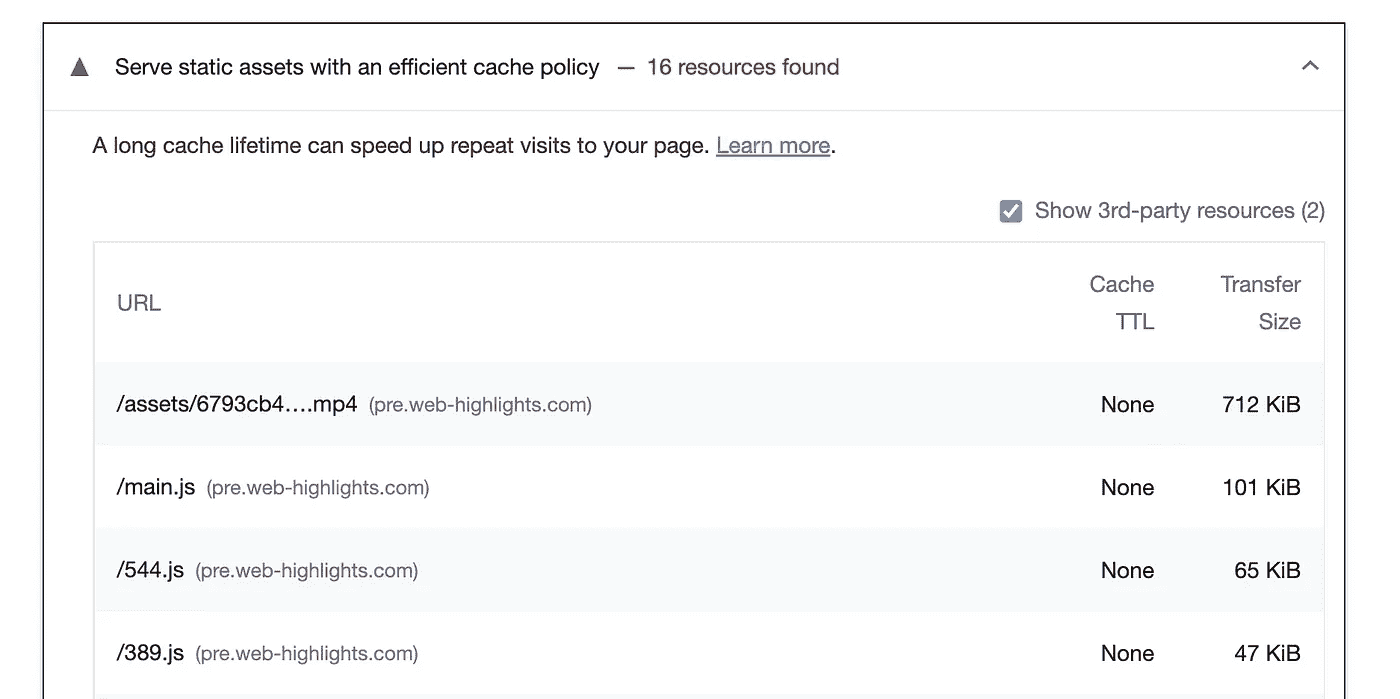 Serve static assets with an efficient cache policy — 16 resources found
A long cache lifetime can speed up repeat visits to your page. Learn more.
Show 3rd-party resources (2)
URL Cache TTL Transfer Size
/assets/6793cb4….mp4 (pre.web-highlights.com) None 712 KiB
/main.js (pre.web-highlights.com) None 101 KiB
/544.js (pre.web-highlights.com) None 65 KiB
/389.js (pre.web-highlights.com) None 47 KiB